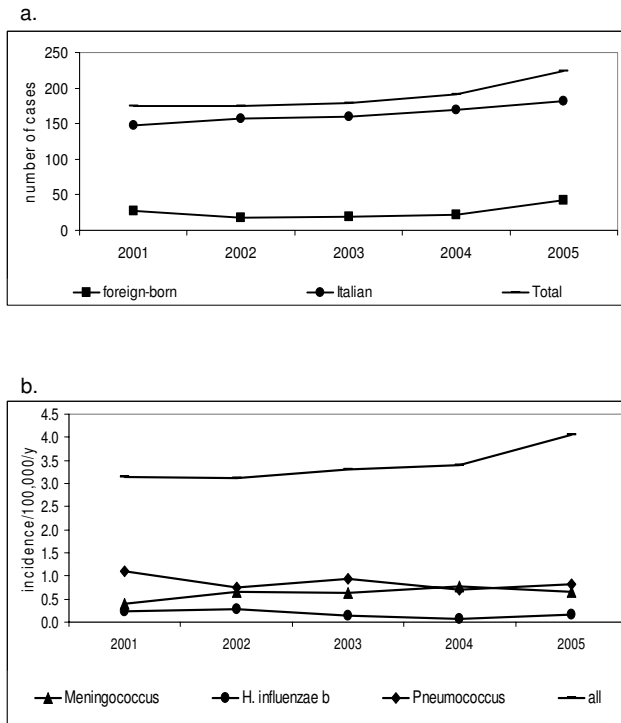 a.
250
200
150
100
50
0
number of cases
2001 2002 2003 2004 2005
foreign-born Italian Total
b.
4.5
4.0
3.5
3.0
2.5
2.0
1.5
1.0
0.5
0.0
incidence/100,000/y
2001 2002 2003 2004 2005
Meningococcus H. influenzae b Pneumococcus all